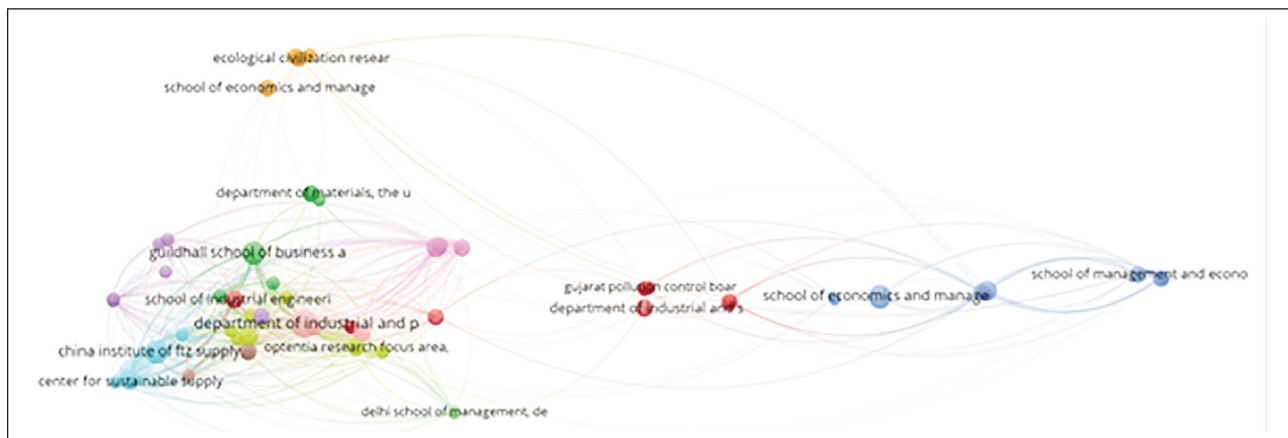 ecological civilization resear
school of economics and manage
department of materials, the u
guildhall school of business a
school of management and econo
gujarat pollution control boar
school of industrial engineeri
school of economics and manage
department of industrial and s
department of industrial and p
china institute of ftz supply
optentia research focus area,
center for sustainable supply
delhi school of management, de